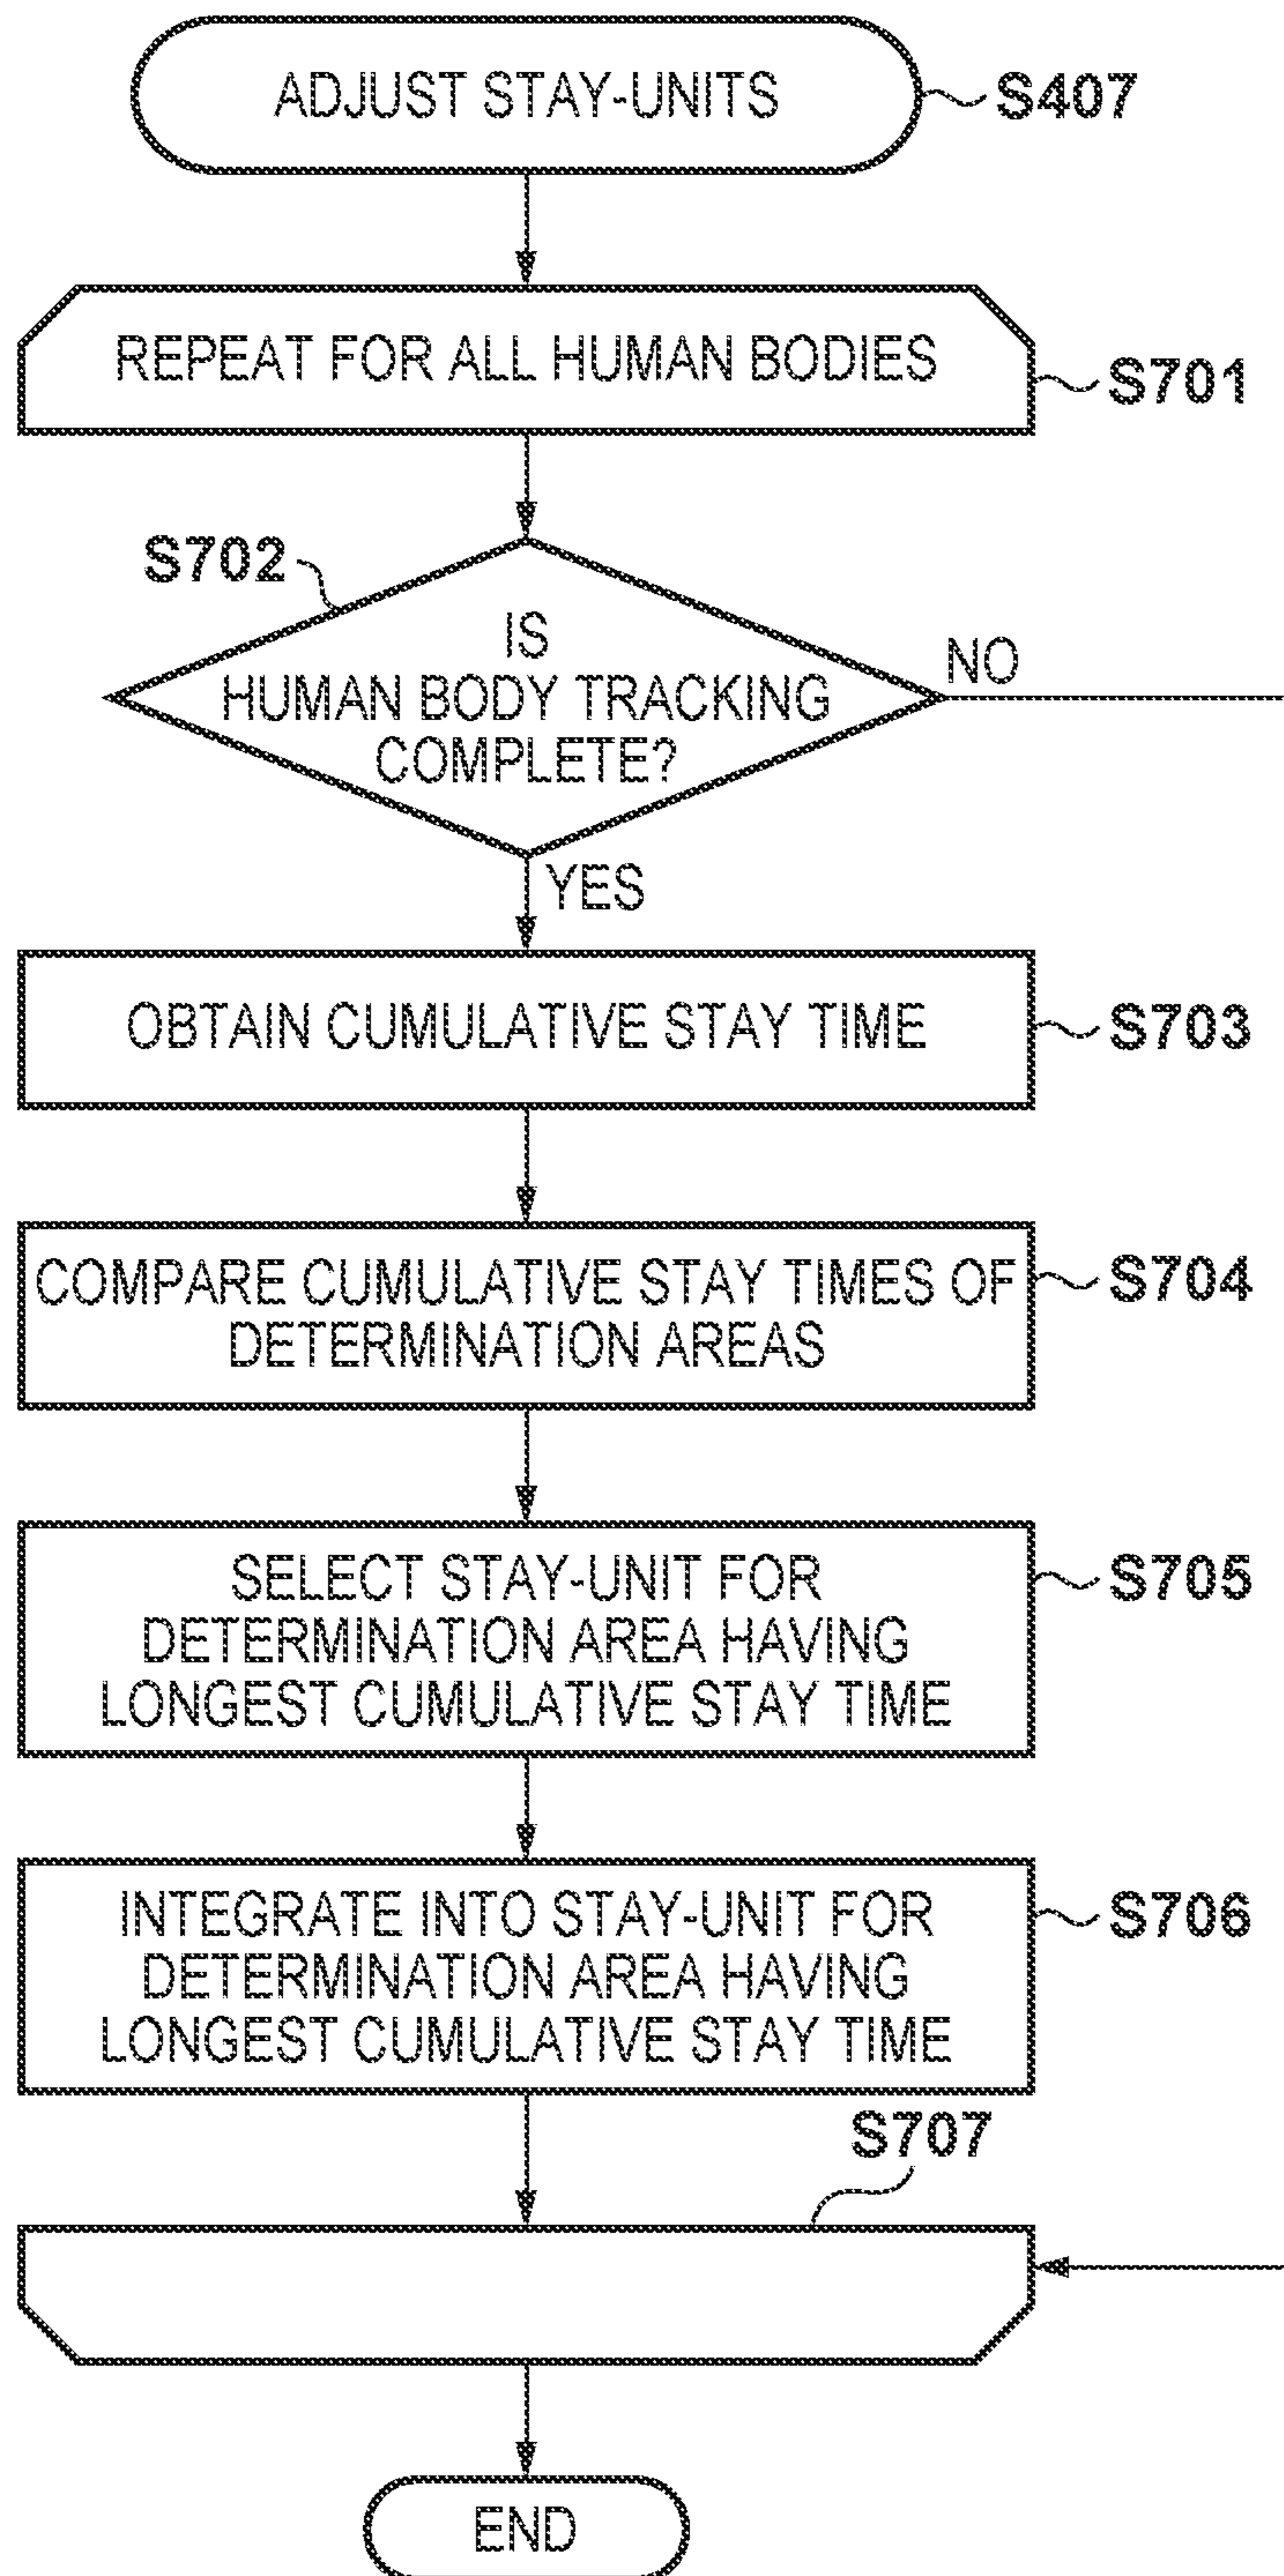 ADJUST STAY-UNITS
S407
REPEAT FOR ALL HUMAN BODIES
S701
S702
IS
HUMAN BODY TRACKING
COMPLETE?
NO
YES
OBTAIN CUMULATIVE STAY TIME
S703
COMPARE CUMULATIVE STAY TIMES OF
DETERMINATION AREAS
S704
SELECT STAY-UNIT FOR
DETERMINATION AREA HAVING
LONGEST CUMULATIVE STAY TIME
S705
INTEGRATE INTO STAY-UNIT FOR
DETERMINATION AREA HAVING
LONGEST CUMULATIVE STAY TIME
S706
S707
END